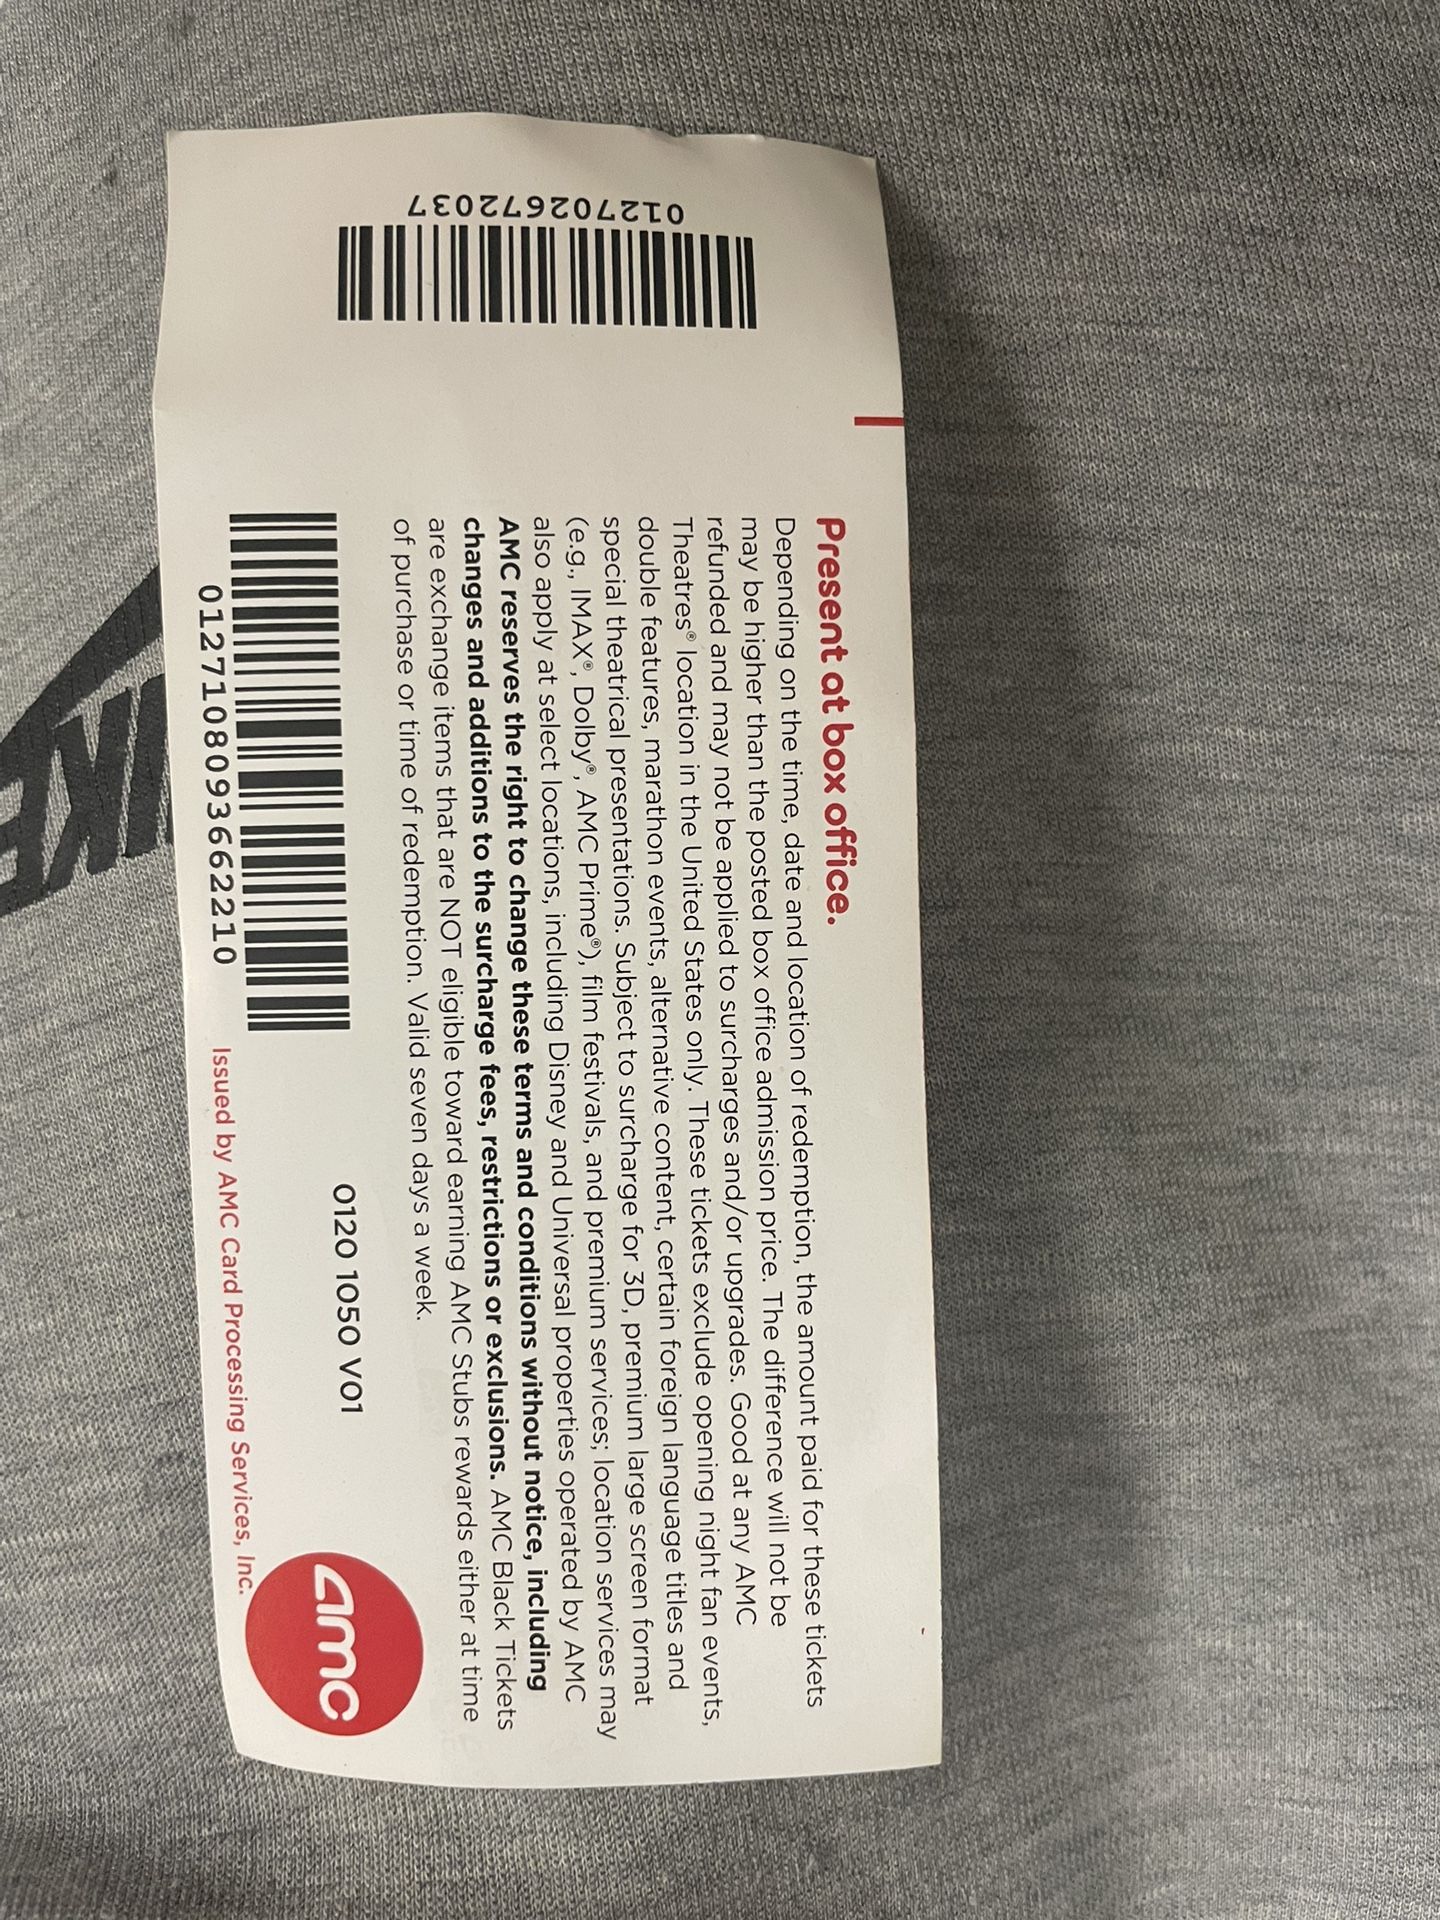 012702672037
Present at box office.
Depending on the time, date and location of redemption, the amount paid for these tickets
may be higher than the posted box office admission price. The difference will not be
refunded and may not be applied to surcharges and/or upgrades. Good at any AMC
Theatres® location in the United States only. These tickets exclude opening night fan events,
double features, marathon events, alternative content, certain foreign language titles and
special theatrical presentations. Subject to surcharge for 3D, premium large screen format
(e.g., IMAX®, Dolby®, AMC Prime®), film festivals, and premium services; location services may
also apply at select locations, including Disney and Universal properties operated by AMC
AMC reserves the right to change these terms and conditions without notice, including
changes and additions to the surcharge fees, restrictions or exclusions. AMC Black Tickets
are exchange items that are NOT eligible toward earning AMC Stubs rewards either at time
of purchase or time of redemption. Valid seven days a week.
0120 1050 V01
0127108093662210
Issued by AMC Card Processing Services, Inc.
amc
IKE